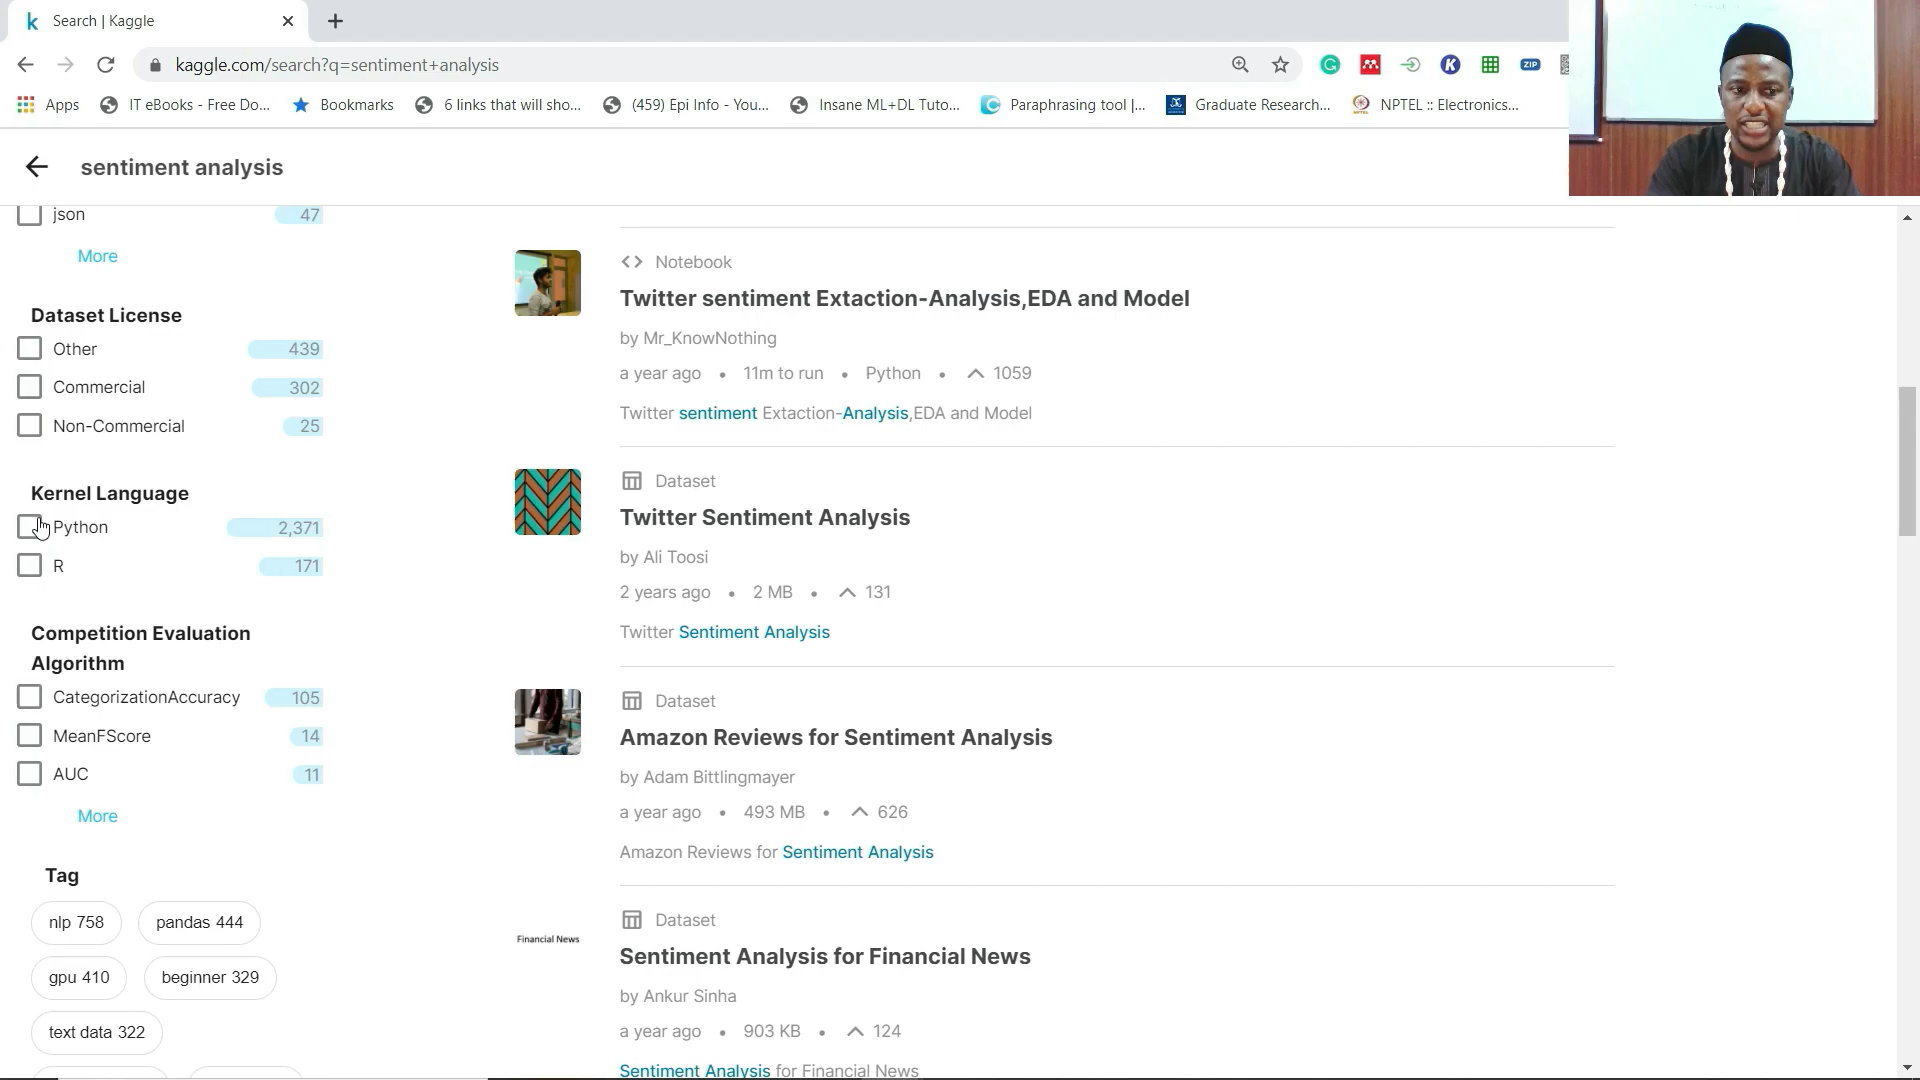 Search | Kaggle
kaggle.com/search?q=sentiment+analysis
ZIP
Apps
IT eBooks - Free Do...
Bookmarks
6 links that will sho...
(459) Epi Info - You...
Insane ML+DL Tuto...
Paraphrasing tool |...
Graduate Research...
NPTEL :: Electronics...
sentiment analysis
json 47
More
Dataset License
Other 439
Commercial 302
Non-Commercial 25
Kernel Language
Python 2,371
R 171
Competition Evaluation
Algorithm
CategorizationAccuracy 105
MeanFScore 14
AUC 11
More
Tag
nlp 758 pandas 444
gpu 410 beginner 329
text data 322
Notebook
Twitter sentiment Extaction-Analysis,EDA and Model
by Mr_KnowNothing
a year ago • 11m to run • Python • 1059
Twitter sentiment Extaction-Analysis,EDA and Model
Dataset
Twitter Sentiment Analysis
by Ali Toosi
2 years ago • 2 MB • 131
Twitter Sentiment Analysis
Dataset
Amazon Reviews for Sentiment Analysis
by Adam Bittlingmayer
a year ago • 493 MB • 626
Amazon Reviews for Sentiment Analysis
Financial News
Dataset
Sentiment Analysis for Financial News
by Ankur Sinha
a year ago • 903 KB • 124
Sentiment Analysis for Financial News